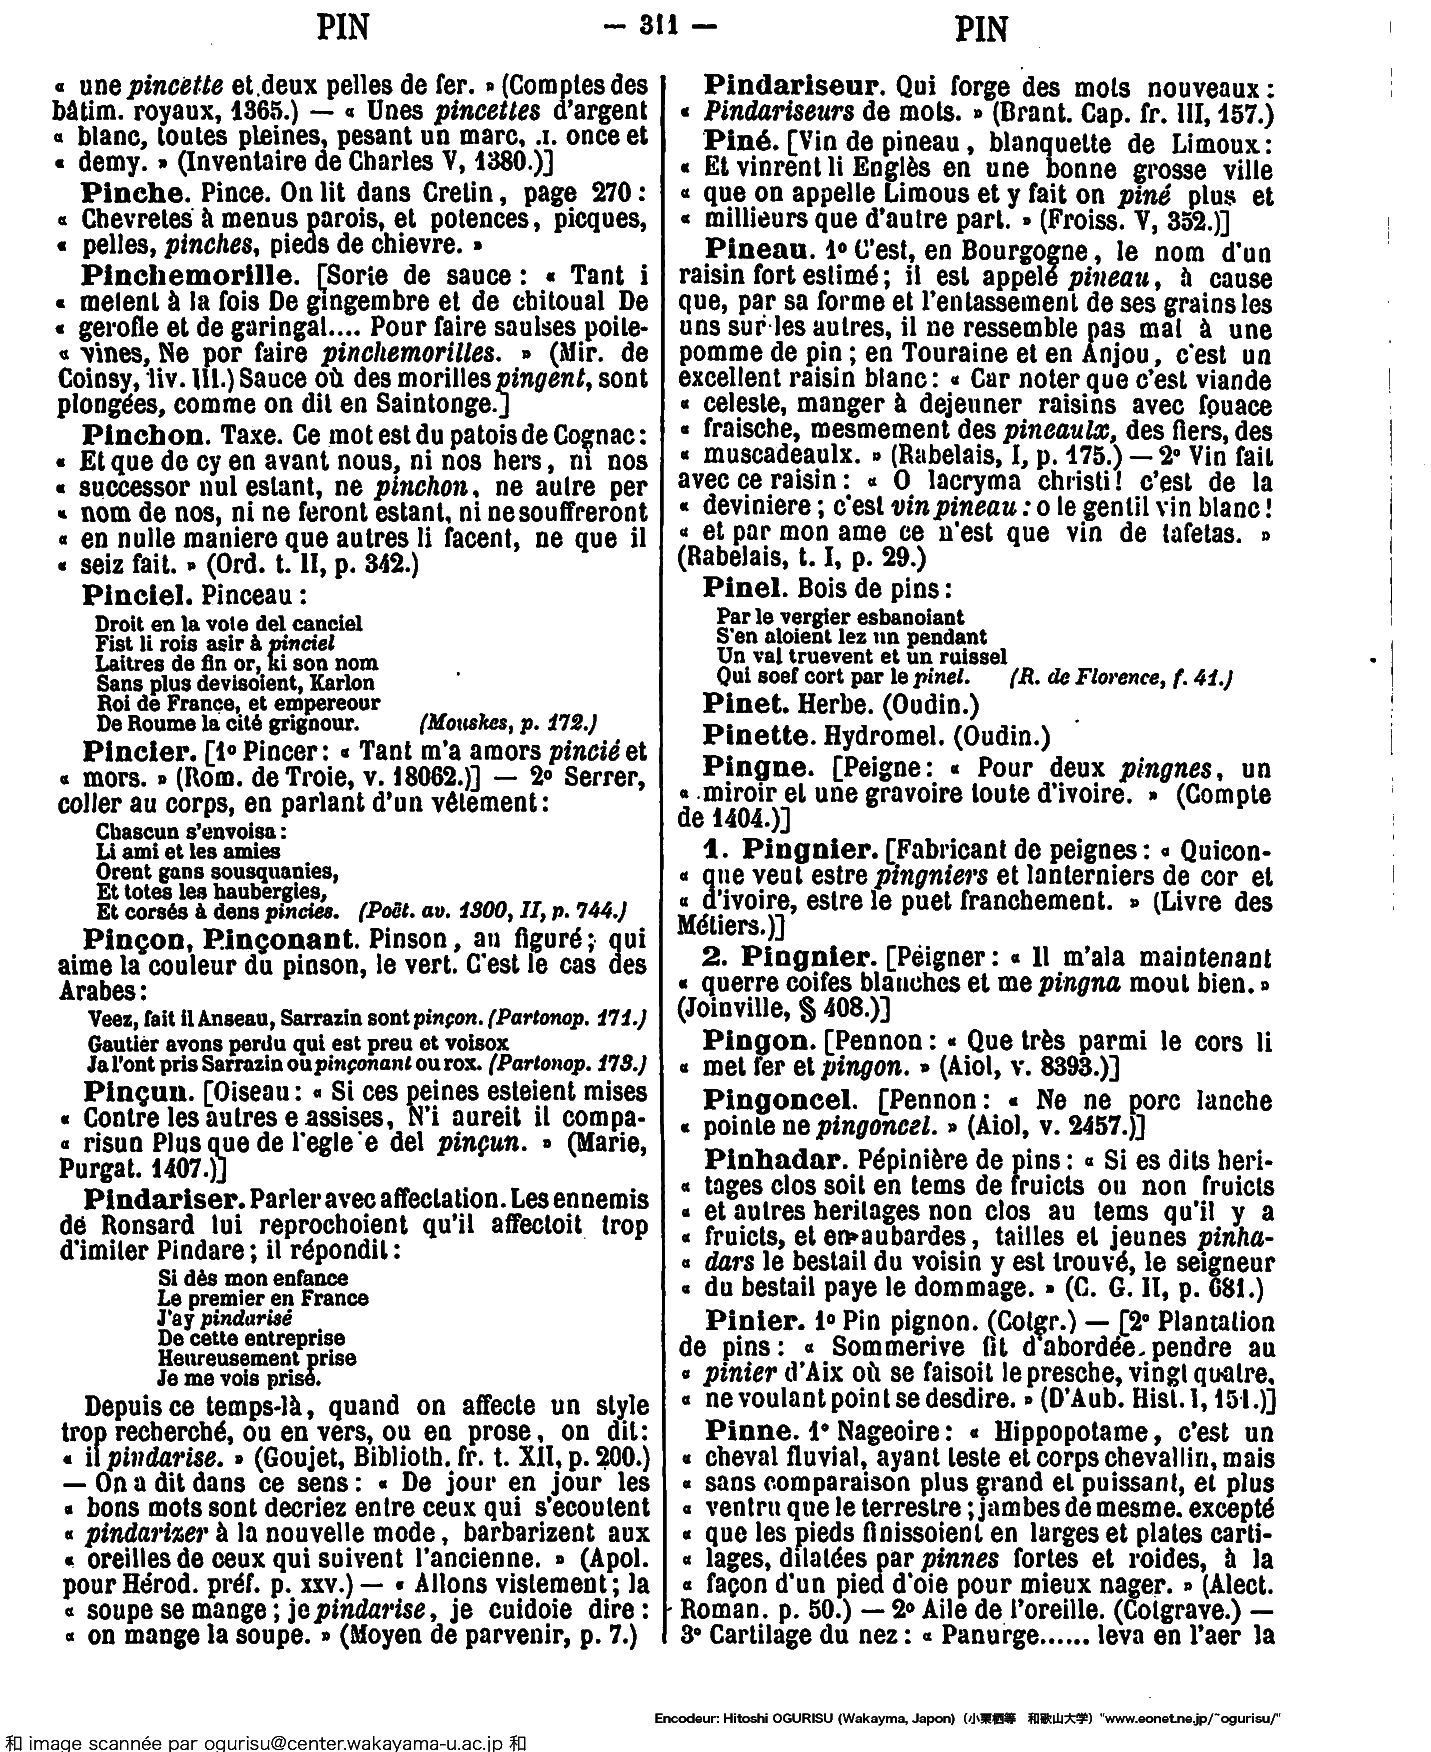 PIN — 311 — PIN
« une pincette et deux pelles de fer. » (Comptes des
bâtim. royaux, 1365.) — « Unes pincettes d'argent
« blanc, toutes pleines, pesant un marc, .I. once et
« demy. » (Inventaire de Charles V, 1380.)]
Pinche. Pince. On lit dans Cretin, page 270 :
« Chevretes à menus parois, et potences, picques,
« pelles, pinches, pieds de chievre. »
Pinchemorille. [Sorte de sauce : « Tant i
« metent à la fois De gingembre et de chitoual De
« gerofle et de garingal.... Pour faire saulses poite-
« vines, Ne por faire pinchemorilles. » (Mir. de
Coinsy, liv. III.) Sauce où des morilles pingent, sont
plongées, comme on dit en Saintonge.]
Pinchon. Taxe. Ce mot est du patois de Cognac :
« Et que de cy en avant nous, ni nos hers, ni nos
« successor nul estant, ne pinchon, ne autre per
« nom de nos, ni ne feront estant, ni ne souffreront
« en nulle maniere que autres li facent, ne que il
« seiz fait. » (Ord. t. II, p. 342.)
Pinciel. Pinceau :
Droit en la vote del canciel
Fist li rois asir à pinciel
Laitres de fin or, ki son nom
Sans plus devisoient, Karlon
Roi de France, et empereour
De Roume la cité grignour. (Mouskes, p. 172.)
Pincier. [1º Pincer : « Tant m'a amors pincié et
« mors. » (Rom. de Troie, v. 18062.)] — 2º Serrer,
coller au corps, en parlant d'un vêtement :
Chascun s'envoisa :
Li ami et les amies
Orent gans sousquanies,
Et totes les haubergies,
Et corsés à dens pincies. (Poët. av. 1300, II, p. 744.)
Pinçon, Pinçonant. Pinson, au figuré ; qui
aime la couleur du pinson, le vert. C'est le cas des
Arabes :
Veez, fait il Anseau, Sarrazin sont pinçon. (Partonop. 171.)
Gautier avons perdu qui est preu et voisox
Ja l'ont pris Sarrazin ou pinçonant ou rox. (Partonop. 173.)
Pinçun. [Oiseau : « Si ces peines esteient mises
« Contre les autres e assises, N'i aureit il compa-
« risun Plus que de l'egle e del pinçun. » (Marie,
Purgat. 1407.)]
Pindariser. Parler avec affectation. Les ennemis
de Ronsard lui reprochoient qu'il affectoit trop
d'imiter Pindare ; il répondit :
Si dès mon enfance
Le premier en France
J'ay pindarisé
De cette entreprise
Heureusement prise
Je me vois prisé.
Depuis ce temps-là, quand on affecte un style
trop recherché, ou en vers, ou en prose, on dit :
« il pindarise. » (Goujet, Biblioth. fr. t. XII, p. 200.)
— On a dit dans ce sens : « De jour en jour les
« bons mots sont decriez entre ceux qui s'ecoutent
« pindarizer à la nouvelle mode, barbarizent aux
« oreilles de ceux qui suivent l'ancienne. » (Apol.
pour Hérod. préf. p. xxv.) — « Allons vistement ; la
« soupe se mange ; je pindarise, je cuidoie dire :
« on mange la soupe. » (Moyen de parvenir, p. 7.)
Pindariseur. Qui forge des mots nouveaux :
« Pindariseurs de mots. » (Brant. Cap. fr. III, 157.)
Piné. [Vin de pineau, blanquette de Limoux :
« Et vinrent li Englès en une bonne grosse ville
« que on appelle Limous et y fait on piné plus et
« millieurs que d'autre part. » (Froiss. V, 352.)]
Pineau. 1º C'est, en Bourgogne, le nom d'un
raisin fort estimé ; il est appelé pineau, à cause
que, par sa forme et l'entassement de ses grains les
uns sur les autres, il ne ressemble pas mal à une
pomme de pin ; en Touraine et en Anjou, c'est un
excellent raisin blanc : « Car noter que c'est viande
« celeste, manger à dejeuner raisins avec fouace
« fraische, mesmement des pineaulx, des fiers, des
« muscadeaulx. » (Rabelais, I, p. 175.) — 2º Vin fait
avec ce raisin : « O lacryma christi ! c'est de la
« deviniere ; c'est vin pineau : o le gentil vin blanc !
« et par mon ame ce n'est que vin de tafetas. »
(Rabelais, t. I, p. 29.)
Pinel. Bois de pins :
Par le vergier esbanoiant
S'en aloient lez un pendant
Un val truevent et un ruissel
Qui soef cort par le pinel. (R. de Florence, f. 41.)
Pinet. Herbe. (Oudin.)
Pinette. Hydromel. (Oudin.)
Pingne. [Peigne : « Pour deux pingnes, un
« miroir et une gravoire toute d'ivoire. » (Compte
de 1404.)]
1. Pingnier. [Fabricant de peignes : « Quicon-
« que veut estre pingniers et lanterniers de cor et
« d'ivoire, estre le puet franchement. » (Livre des
Métiers.)]
2. Pingnier. [Peigner : « Il m'ala maintenant
« querre coifes blanches et me pingna mout bien. »
(Joinville, § 408.)]
Pingon. [Pennon : « Que très parmi le cors li
« met fer et pingon. » (Aiol, v. 8393.)]
Pingoncel. [Pennon : « Ne ne porc lanche
« pointe ne pingoncel. » (Aiol, v. 2457.)]
Pinhadar. Pépinière de pins : « Si es dits heri-
« tages clos soit en tems de fruicts ou non fruicts
« et autres heritages non clos au tems qu'il y a
« fruicts, et en aubardes, tailles et jeunes pinha-
« dars le bestail du voisin y est trouvé, le seigneur
« du bestail paye le dommage. » (C. G. II, p. 681.)
Pinier. 1º Pin pignon. (Cotgr.) — [2º Plantation
de pins : « Sommerive fit d'abordée pendre au
« pinier d'Aix où se faisoit le presche, vingt quatre,
« ne voulant point se desdire. » (D'Aub. Hist. I, 151.)]
Pinne. 1º Nageoire : « Hippopotame, c'est un
« cheval fluvial, ayant teste et corps chevallin, mais
« sans comparaison plus grand et puissant, et plus
« ventru que le terrestre ; jambes de mesme, excepté
« que les pieds finissoient en larges et plates carti-
« lages, dilatées par pinnes fortes et roides, à la
« façon d'un pied d'oie pour mieux nager. » (Alect.
Roman. p. 50.) — 2º Aile de l'oreille. (Cotgrave.) —
3º Cartilage du nez : « Panurge...... leva en l'aer la
Encodeur: Hitoshi OGURISU (Wakayma, Japon) (小栗栖等 和歌山大学) "www.eonet.ne.jp/~ogurisu/"
和 image scannée par ogurisu@center.wakayama-u.ac.jp 和